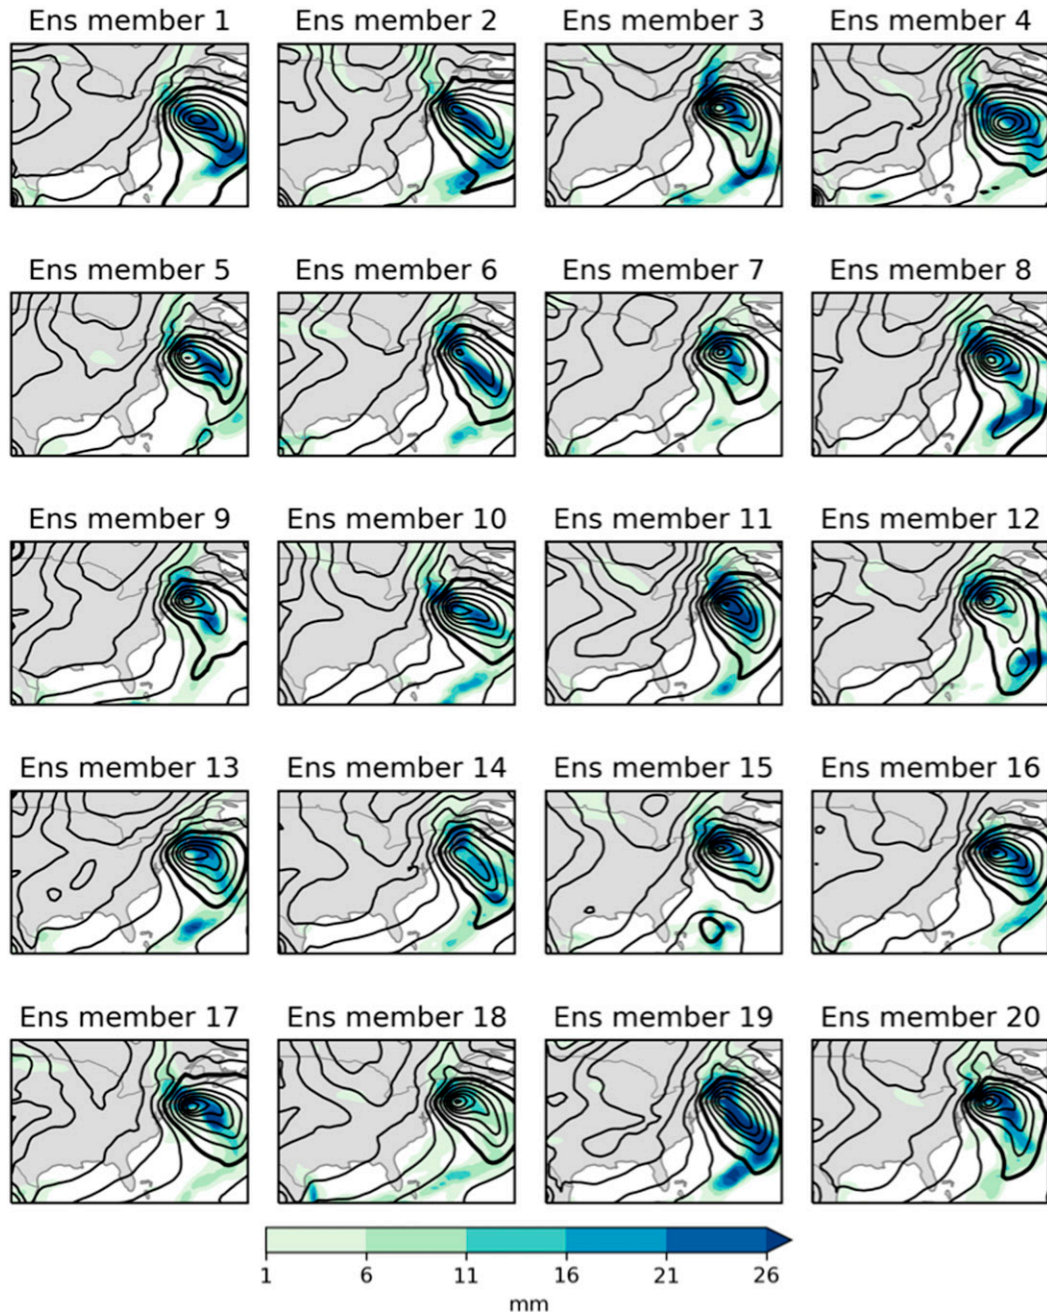 Ens member 1 Ens member 2 Ens member 3 Ens member 4
Ens member 5 Ens member 6 Ens member 7 Ens member 8
Ens member 9 Ens member 10 Ens member 11 Ens member 12
Ens member 13 Ens member 14 Ens member 15 Ens member 16
Ens member 17 Ens member 18 Ens member 19 Ens member 20
1 6 11 16 21 26
mm